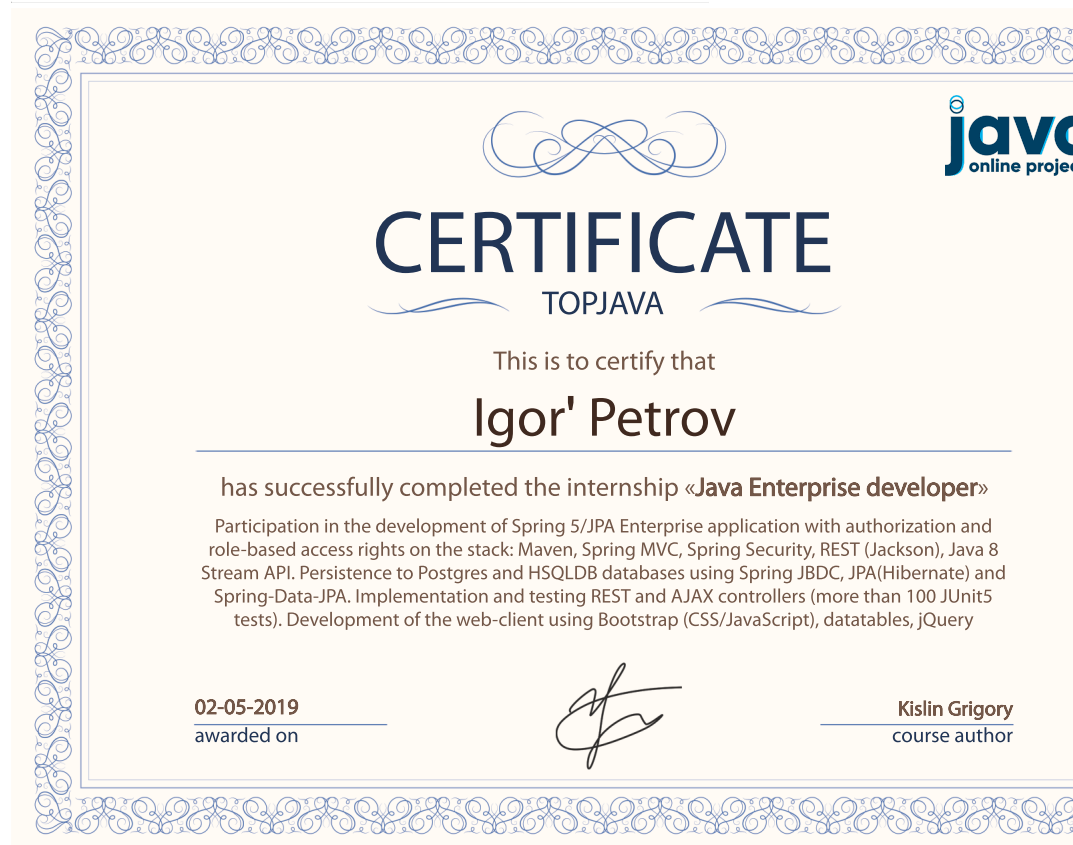 java
online projec
CERTIFICATE
TOPJAVA
This is to certify that
Igor' Petrov
has successfully completed the internship «Java Enterprise developer»
Participation in the development of Spring 5/JPA Enterprise application with authorization and
role-based access rights on the stack: Maven, Spring MVC, Spring Security, REST (Jackson), Java 8
Stream API. Persistence to Postgres and HSQLDB databases using Spring JBDC, JPA(Hibernate) and
Spring-Data-JPA. Implementation and testing REST and AJAX controllers (more than 100 JUnit5
tests). Development of the web-client using Bootstrap (CSS/JavaScript), datatables, jQuery
02-05-2019
awarded on
Kislin Grigory
course author